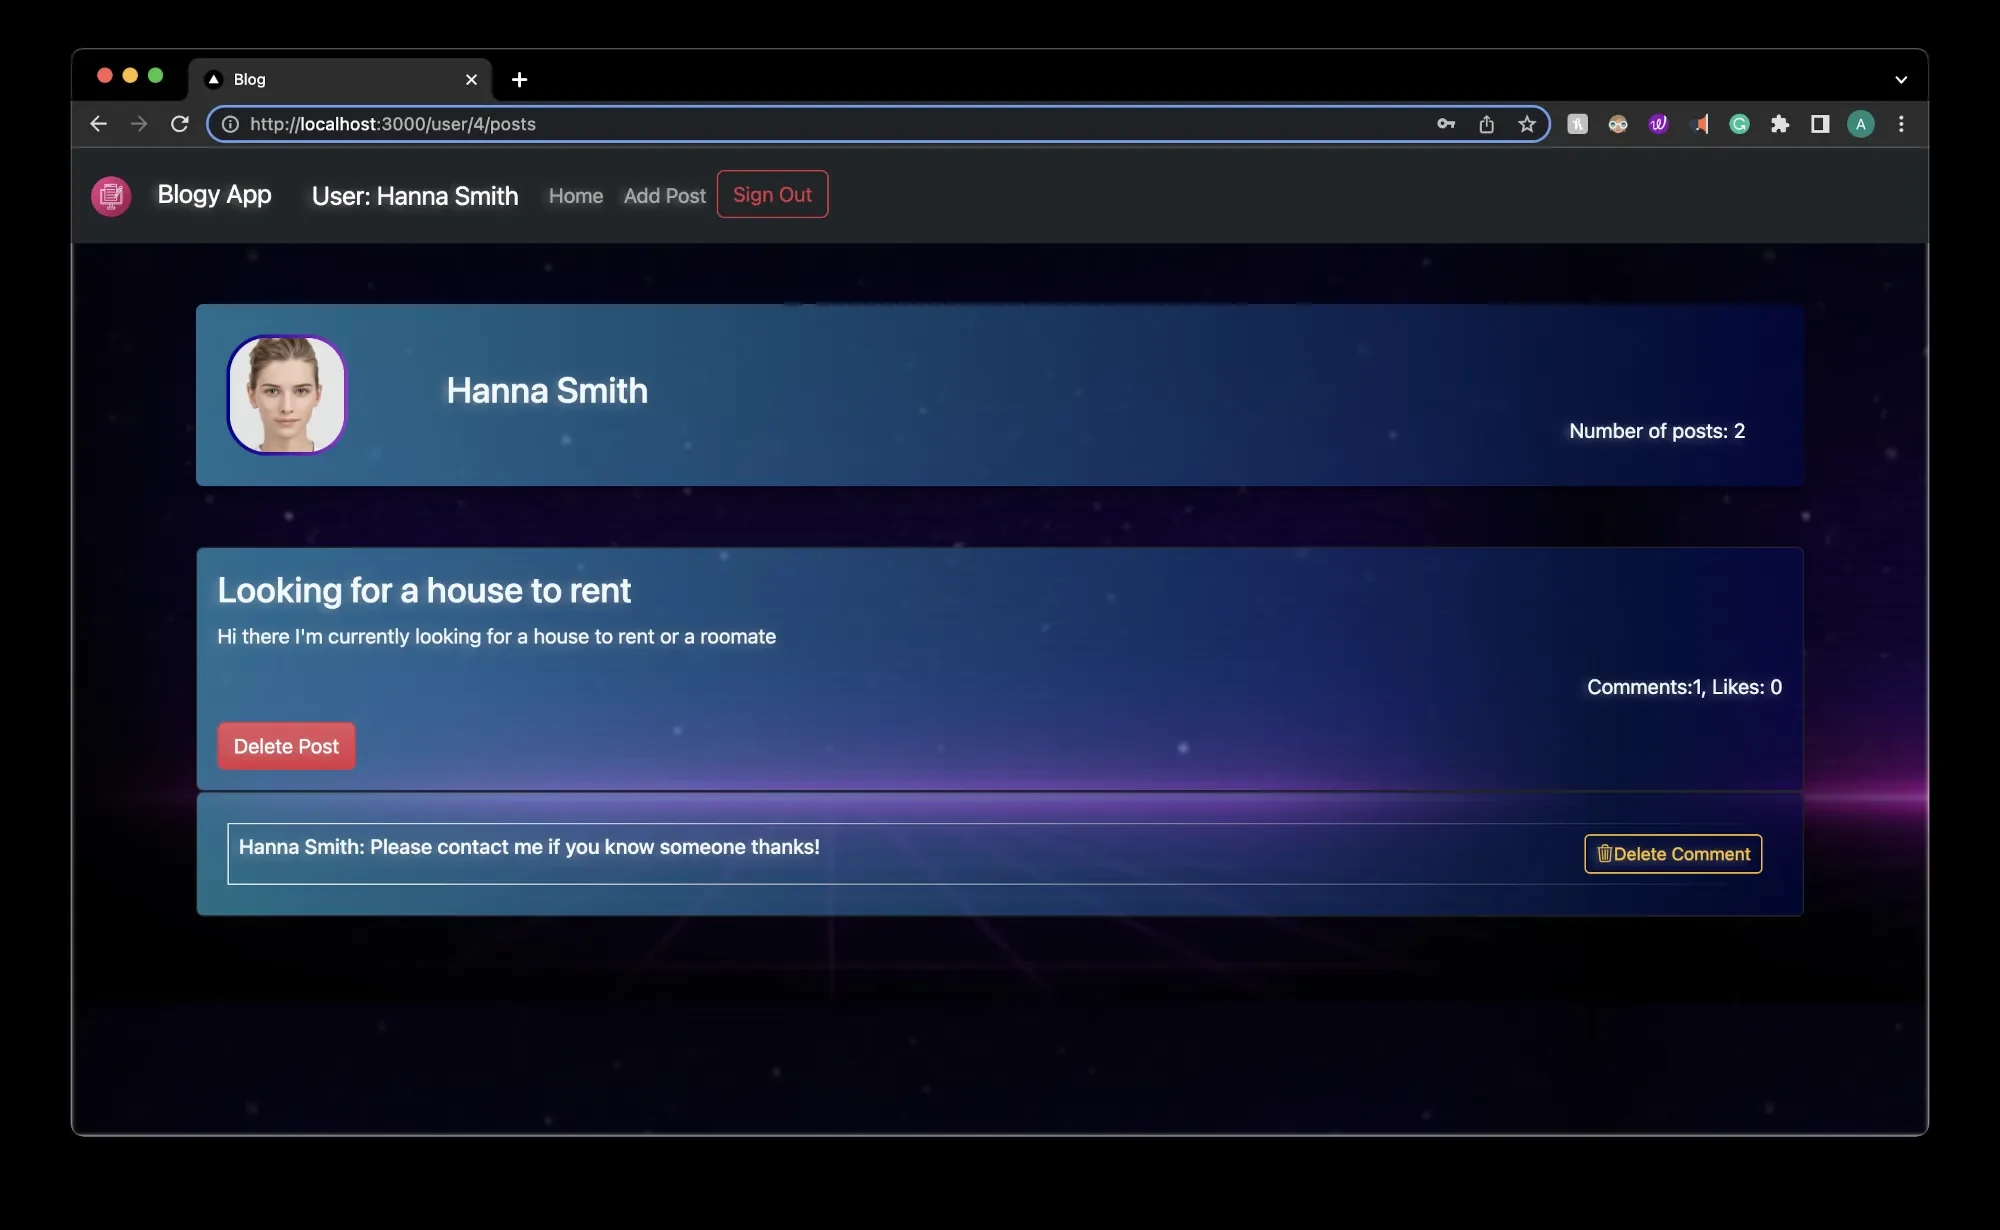 Blog
http://localhost:3000/user/4/posts
A
Blogy App
User: Hanna Smith
Home
Add Post
Sign Out
Hanna Smith
Number of posts: 2
Looking for a house to rent
Hi there I'm currently looking for a house to rent or a roomate
Comments:1, Likes: 0
Delete Post
Hanna Smith: Please contact me if you know someone thanks!
Delete Comment